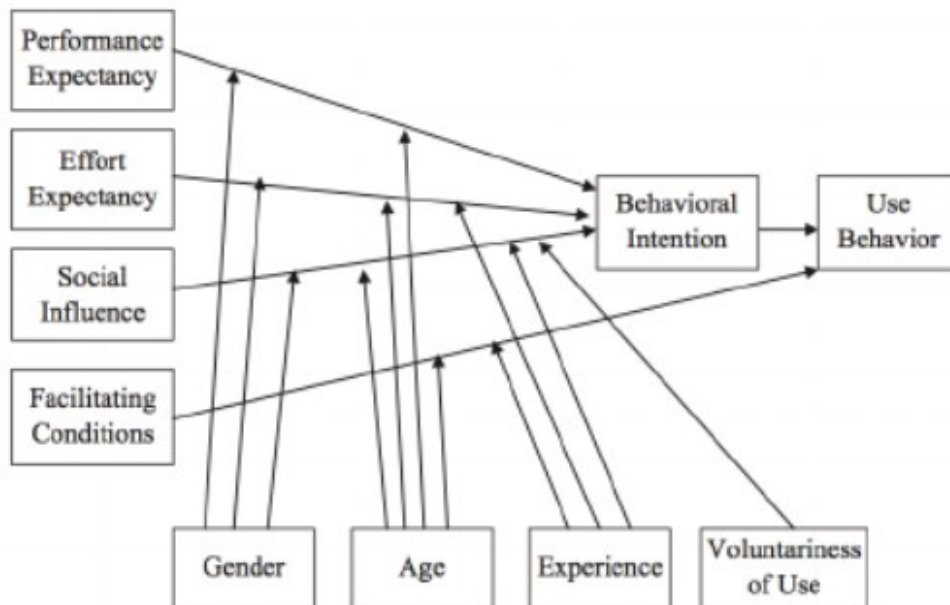 Performance
Expectancy
Effort
Expectancy
Social
Influence
Facilitating
Conditions
Behavioral
Intention
Use
Behavior
Gender
Age
Experience
Voluntariness
of Use